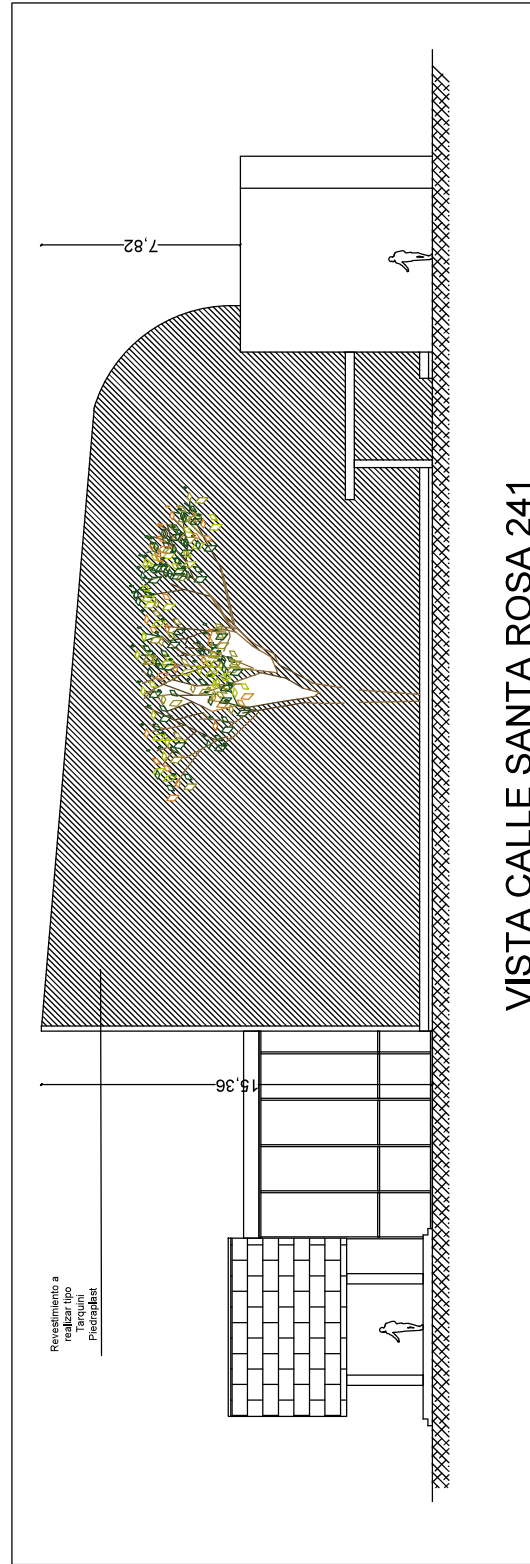 Revestimiento a
realizar tipo
Tarquini
Piedraplast
15,36
7,82
VISTA CALLE SANTA ROSA 241